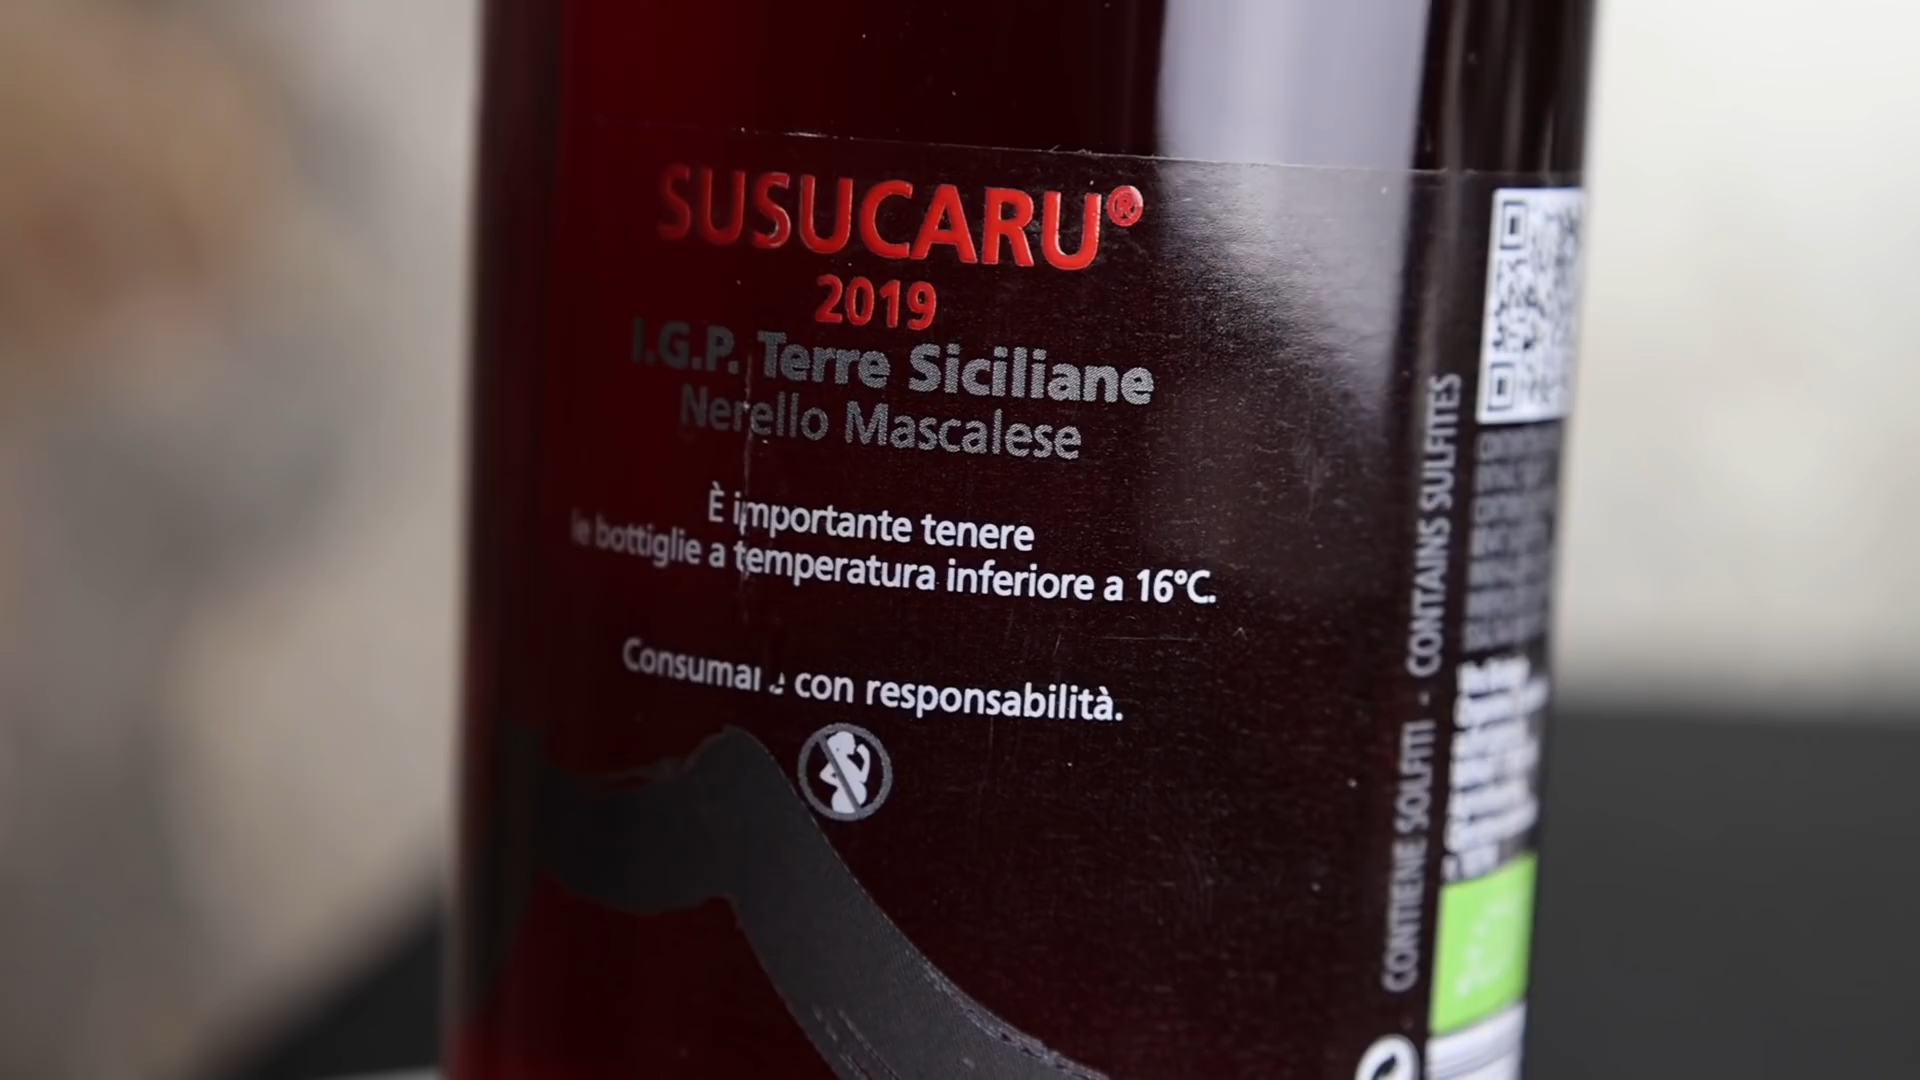 SUSUCARU®
2019
I.G.P. Terre Siciliane
Nerello Mascalese
È importante tenere
le bottiglie a temperatura inferiore a 16°C.
Consumare con responsabilità.
CONTIENE SOLFITI - CONTAINS SULFITES